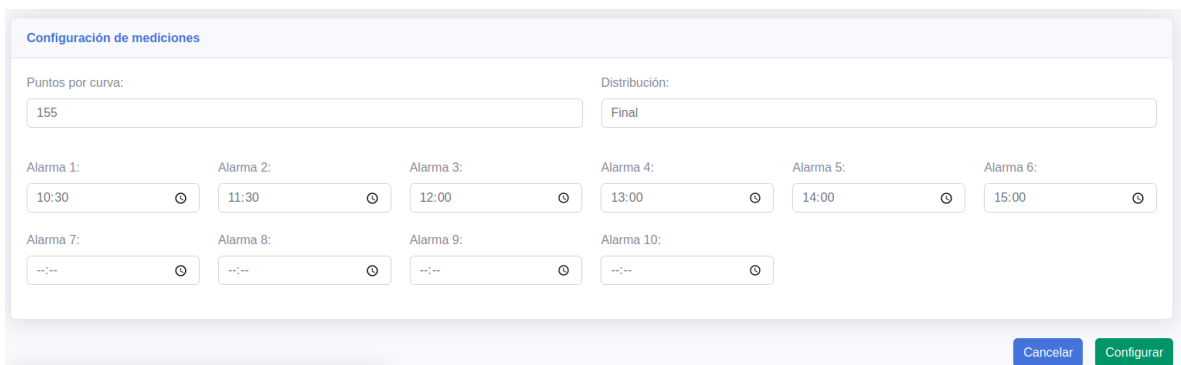 Configuración de mediciones
Puntos por curva: Distribución:
155 Final
Alarma 1: Alarma 2: Alarma 3: Alarma 4: Alarma 5: Alarma 6:
10:30 11:30 12:00 13:00 14:00 15:00
Alarma 7: Alarma 8: Alarma 9: Alarma 10:
--:-- --:-- --:-- --:--
Cancelar Configurar